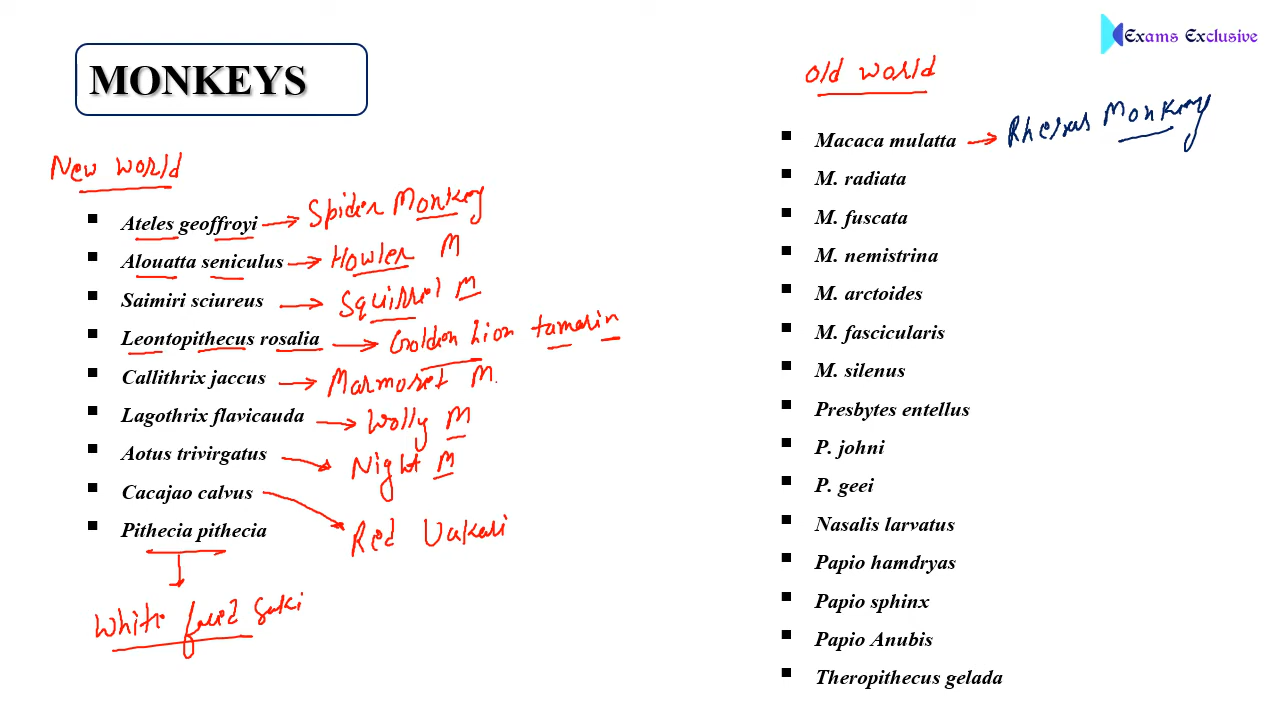 Exams Exclusive
MONKEYS
New world
Ateles geoffroyi → Spider Monkey
Alouatta seniculus → Howler M
Saimiri sciureus → Squirrel M
Leontopithecus rosalia → Golden Lion tamarin
Callithrix jaccus → Marmoset M.
Lagothrix flavicauda → Wolly M
Aotus trivirgatus → Night M
Cacajao calvus → Red Uakari
Pithecia pithecia
White faced saki
Old world
Macaca mulatta → Rhesus Monkey
M. radiata
M. fuscata
M. nemistrina
M. arctoides
M. fascicularis
M. silenus
Presbytes entellus
P. johni
P. geei
Nasalis larvatus
Papio hamdryas
Papio sphinx
Papio Anubis
Theropithecus gelada